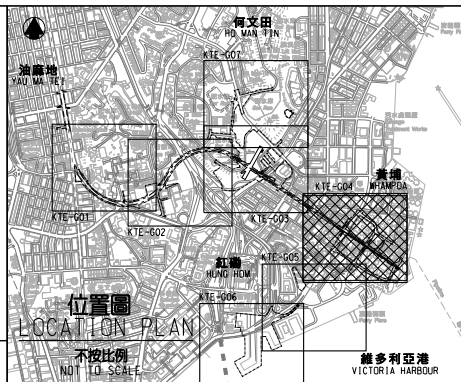 何文田
HO MAN TIN
KTE-G07
油麻地
YAU MA TEI
黃埔
WHAMPOA
KTE-G04
KTE-G01
KTE-G02
KTE-G03
紅磡
HUNG HOM
KTE-G05
KTE-G06
位置圖
LOCATION PLAN
不按比例
NOT TO SCALE
維多利亞港
VICTORIA HARBOUR